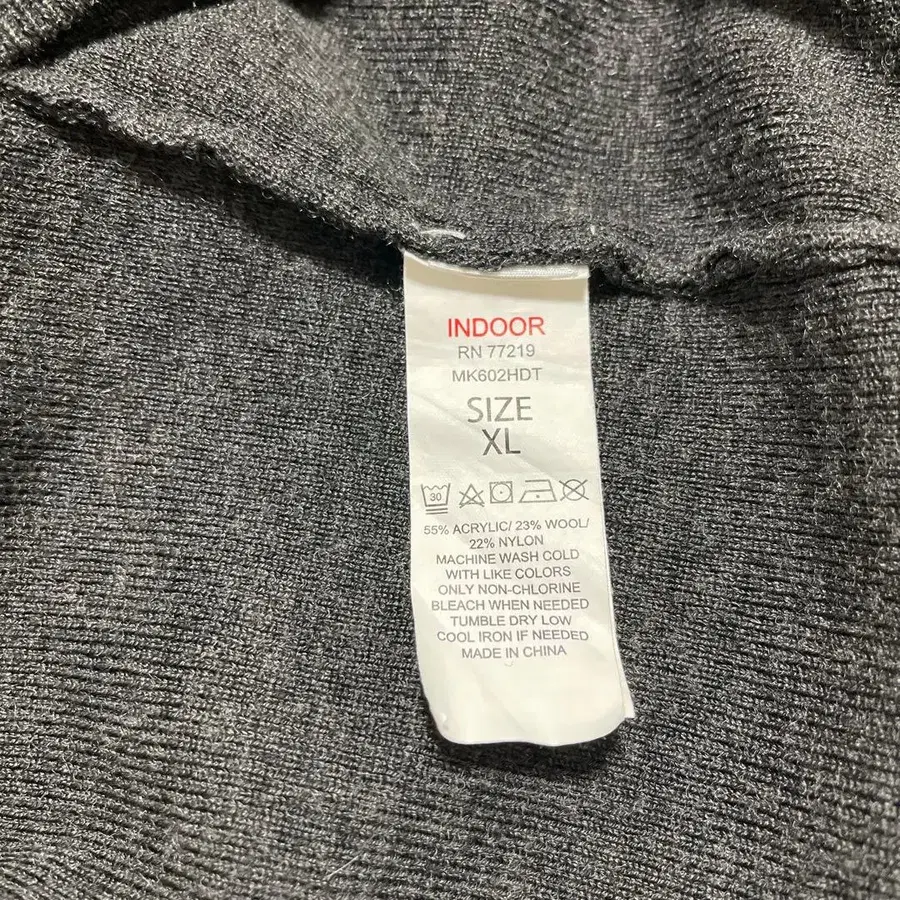 INDOOR
RN 77219
MK602HDT
SIZE
XL
30
55% ACRYLIC/ 23% WOOL/
22% NYLON
MACHINE WASH COLD
WITH LIKE COLORS
ONLY NON-CHLORINE
BLEACH WHEN NEEDED
TUMBLE DRY LOW
COOL IRON IF NEEDED
MADE IN CHINA